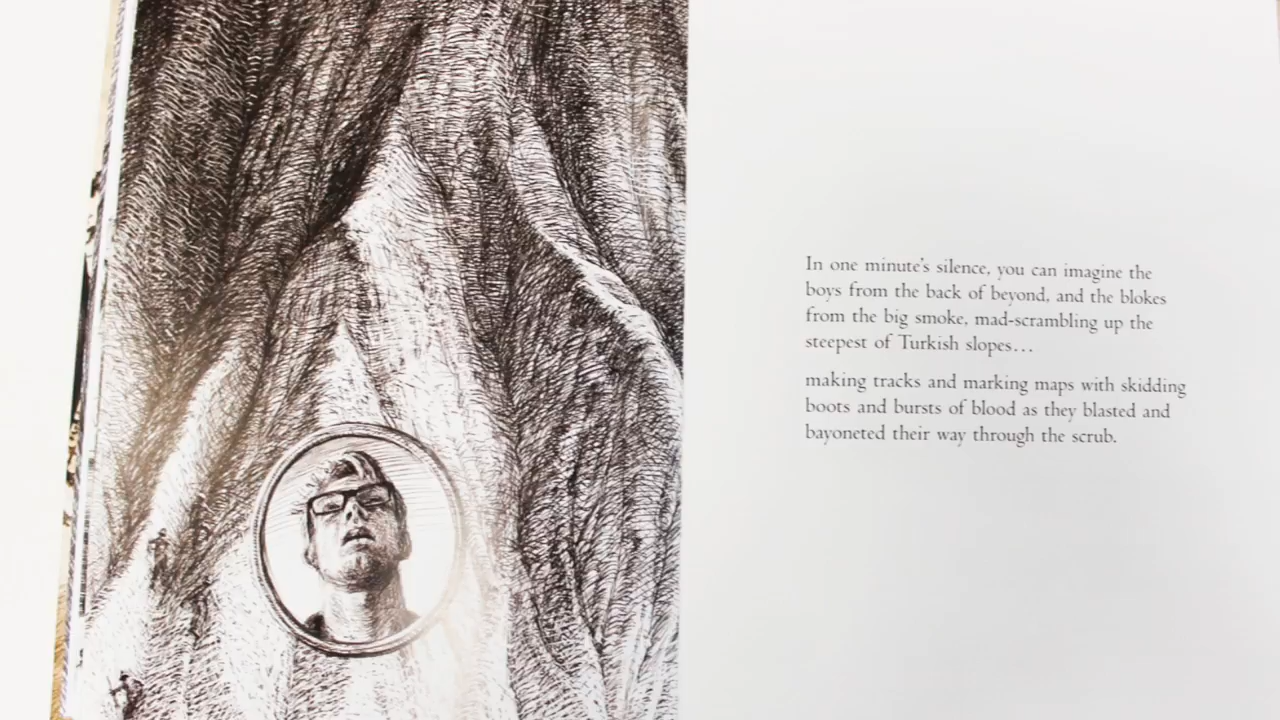 In one minute's silence, you can imagine the
boys from the back of beyond, and the blokes
from the big smoke, mad-scrambling up the
steepest of Turkish slopes…
making tracks and marking maps with skidding
boots and bursts of blood as they blasted and
bayoneted their way through the scrub.